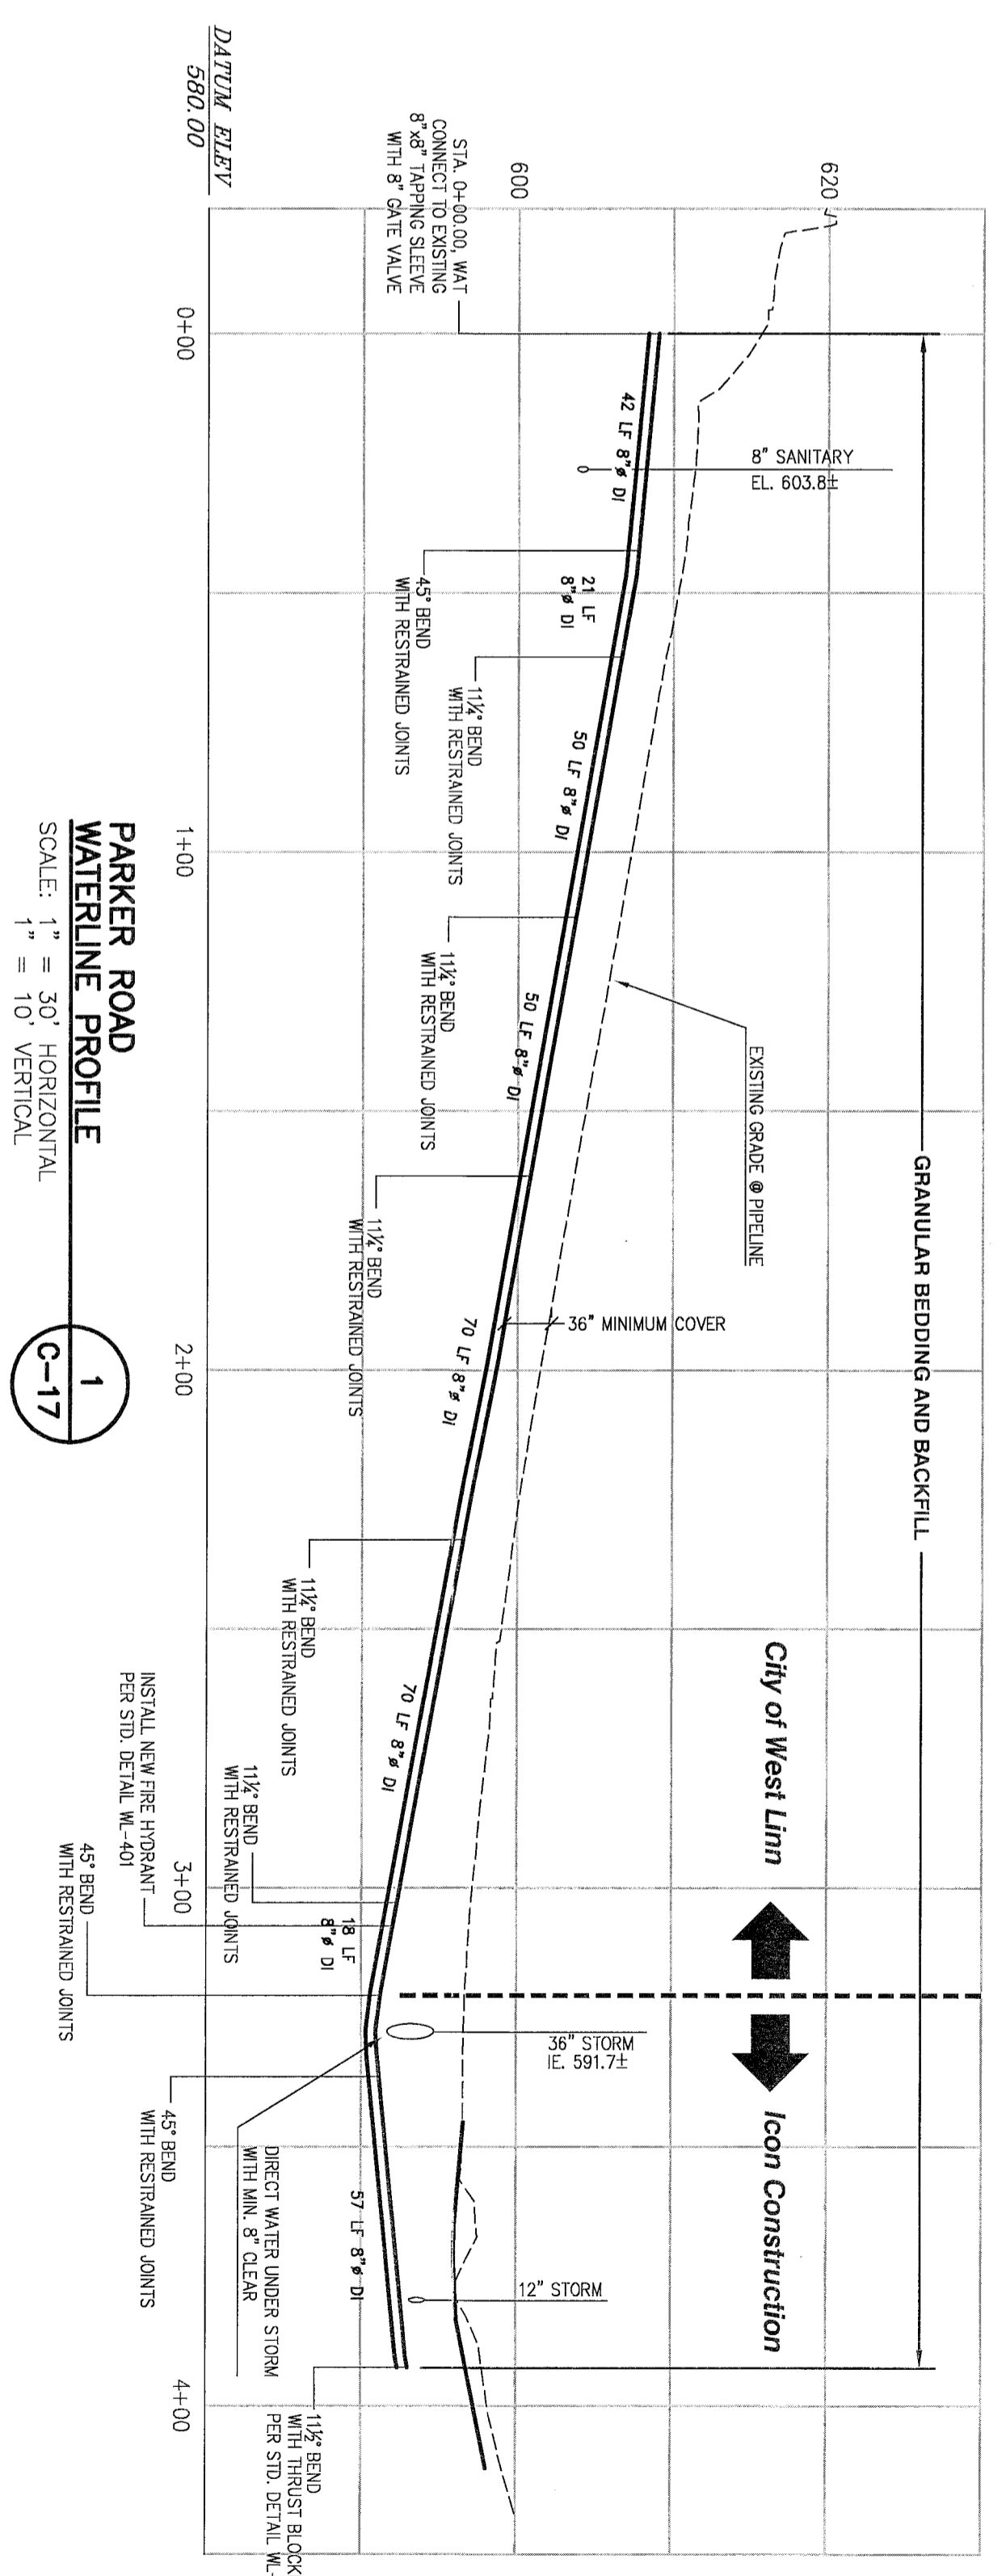 620
600
DATUM ELEV
580.00
STA. 0+00.00, WAT
CONNECT TO EXISTING
8"x8" TAPPING SLEEVE
WITH 8" GATE VALVE
GRANULAR BEDDING AND BACKFILL
City of West Linn
Icon Construction
8" SANITARY
EL. 603.8±
EXISTING GRADE @ PIPELINE
36" MINIMUM COVER
36" STORM
IE. 591.7±
12" STORM
42 LF 8"ø DI
21 LF
8"ø DI
50 LF 8"ø DI
50 LF 8"ø DI
70 LF 8"ø DI
70 LF 8"ø DI
18 LF
8"ø DI
57 LF 8"ø DI
45° BEND
WITH RESTRAINED JOINTS
11¼° BEND
WITH RESTRAINED JOINTS
11¼° BEND
WITH RESTRAINED JOINTS
11¼° BEND
WITH RESTRAINED JOINTS
11¼° BEND
WITH RESTRAINED JOINTS
11¼° BEND
WITH RESTRAINED JOINTS
INSTALL NEW FIRE HYDRANT
PER STD. DETAIL WL-401
45° BEND
WITH RESTRAINED JOINTS
45° BEND
WITH RESTRAINED JOINTS
DIRECT WATER UNDER STORM
WITH MIN. 8" CLEAR
11½° BEND
WITH THRUST BLOCK
PER STD. DETAIL WL-
0+00
1+00
2+00
3+00
4+00
PARKER ROAD
WATERLINE PROFILE
SCALE: 1" = 30' HORIZONTAL
1" = 10' VERTICAL
1
C-17